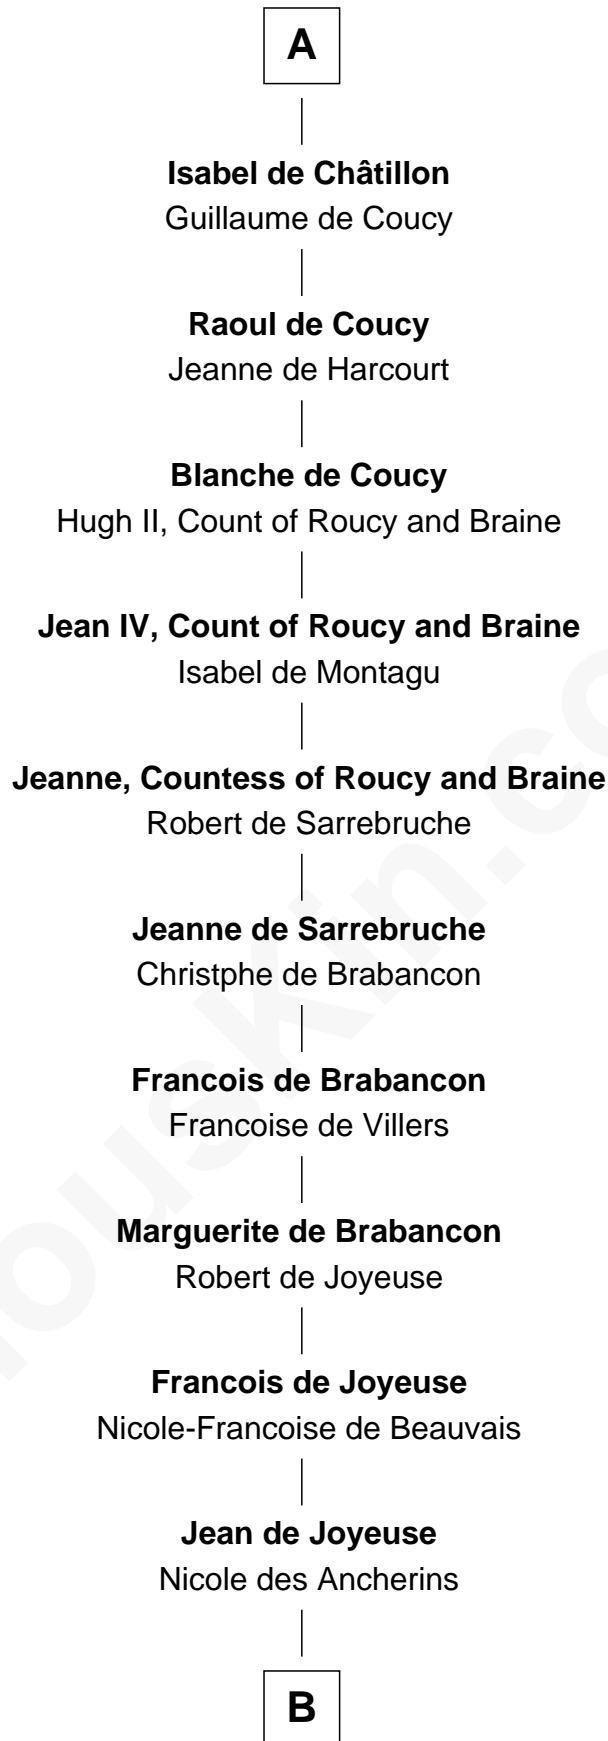 A
Isabel de Châtillon
Guillaume de Coucy
Raoul de Coucy
Jeanne de Harcourt
Blanche de Coucy
Hugh II, Count of Roucy and Braine
Jean IV, Count of Roucy and Braine
Isabel de Montagu
Jeanne, Countess of Roucy and Braine
Robert de Sarrebruche
Jeanne de Sarrebruche
Christphe de Brabancon
Francois de Brabancon
Francoise de Villers
Marguerite de Brabancon
Robert de Joyeuse
Francois de Joyeuse
Nicole-Francoise de Beauvais
Jean de Joyeuse
Nicole des Ancherins
B